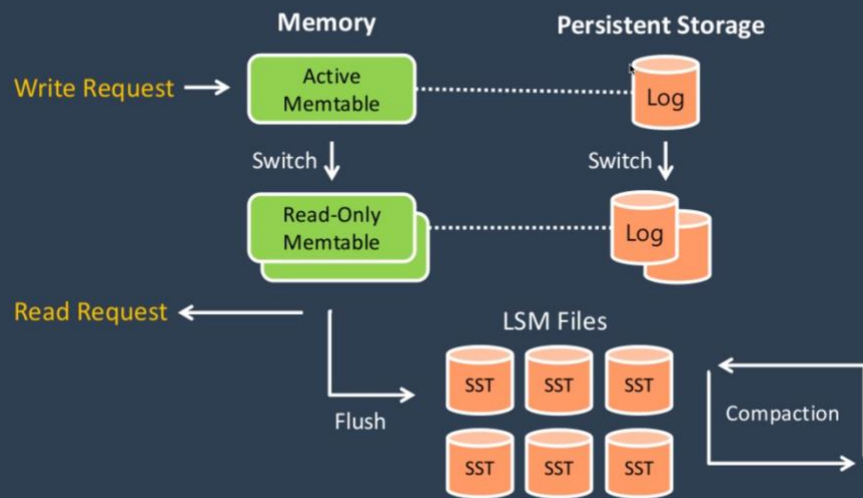 Memory
Persistent Storage
Write Request
Active
Memtable
Log
Switch
Switch
Read-Only
Memtable
Log
Read Request
LSM Files
SST
SST
SST
Flush
Compaction
SST
SST
SST